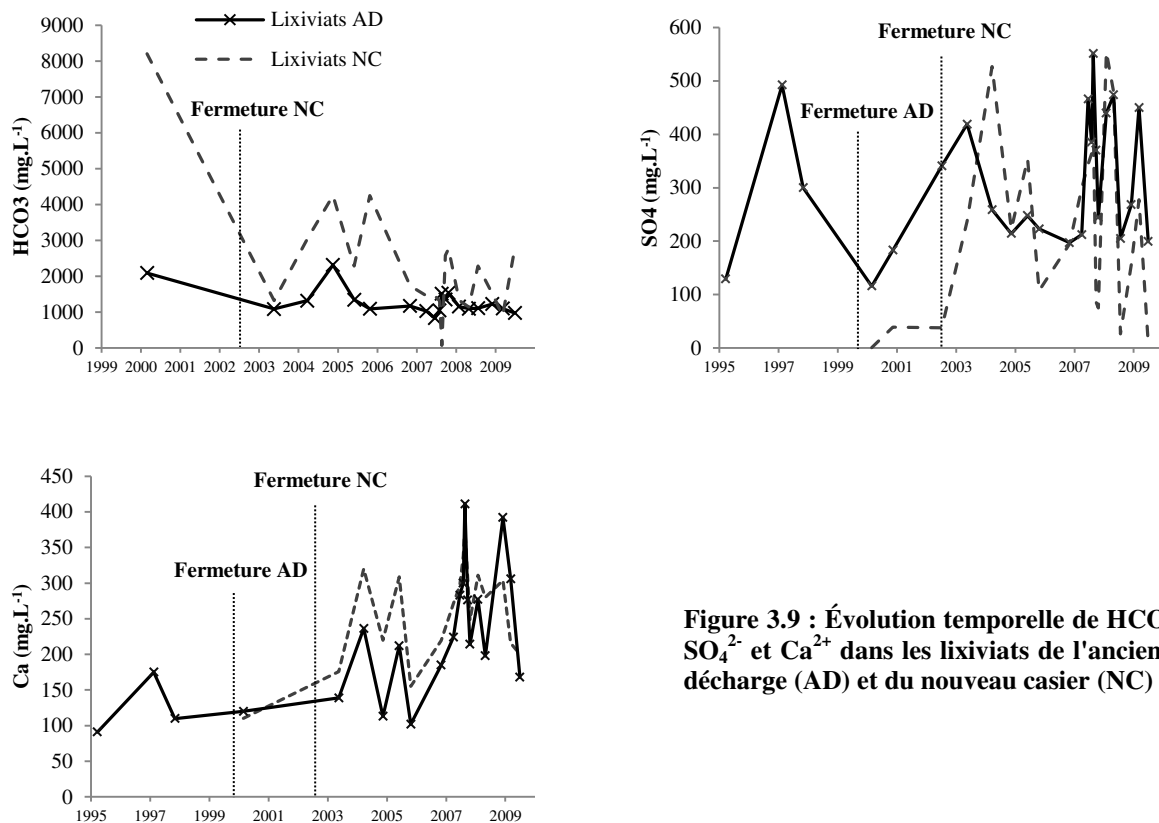 Lixiviats AD
Lixiviats NC
Fermeture NC
HCO3 (mg.L-1)
9000
8000
7000
6000
5000
4000
3000
2000
1000
0
1999 2000 2001 2002 2003 2004 2005 2006 2007 2008 2009
Fermeture NC
Fermeture AD
SO4 (mg.L-1)
600
500
400
300
200
100
0
1995 1997 1999 2001 2003 2005 2007 2009
Fermeture NC
Fermeture AD
Ca (mg.L-1)
450
400
350
300
250
200
150
100
50
0
1995 1997 1999 2001 2003 2005 2007 2009
Figure 3.9 : Évolution temporelle de HCO
SO4 2- et Ca2+ dans les lixiviats de l'ancien
décharge (AD) et du nouveau casier (NC)